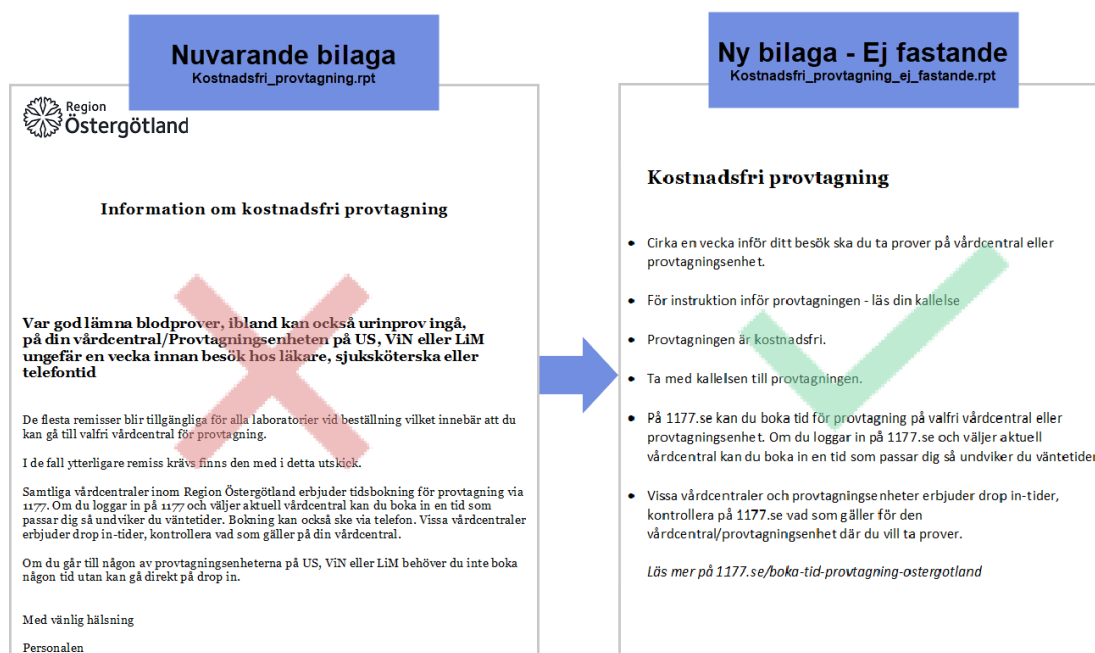 Nuvarande bilaga
Kostnadsfri_provtagning.rpt
Region
Östergötland
Information om kostnadsfri provtagning
Var god lämna blodprover, ibland kan också urinprov ingå,
på din vårdcentral/Provtagningsenheten på US, ViN eller LiM
ungefär en vecka innan besök hos läkare, sjuksköterska eller
telefontid
De flesta remisser blir tillgängliga för alla laboratorier vid beställning vilket innebär att du
kan gå till valfri vårdcentral för provtagning.
I de fall ytterligare remiss krävs finns den med i detta utskick.
Samtliga vårdcentraler inom Region Östergötland erbjuder tidsbokning för provtagning via
1177. Om du loggar in på 1177 och väljer aktuell vårdcentral kan du boka in en tid som
passar dig så undviker du väntetider. Bokning kan också ske via telefon. Vissa vårdcentraler
erbjuder drop in-tider, kontrollera vad som gäller på din vårdcentral.
Om du går till någon av provtagningsenheterna på US, ViN eller LiM behöver du inte boka
någon tid utan kan gå direkt på drop in.
Med vänlig hälsning
Personalen
Ny bilaga - Ej fastande
Kostnadsfri_provtagning_ej_fastande.rpt
Kostnadsfri provtagning
• Cirka en vecka inför ditt besök ska du ta prover på vårdcentral eller
provtagningsenhet.
• För instruktion inför provtagningen - läs din kallelse
• Provtagningen är kostnadsfri.
• Ta med kallelsen till provtagningen.
• På 1177.se kan du boka tid för provtagning på valfri vårdcentral eller
provtagningsenhet. Om du loggar in på 1177.se och väljer aktuell
vårdcentral kan du boka in en tid som passar dig så undviker du väntetider
• Vissa vårdcentraler och provtagningsenheter erbjuder drop in-tider,
kontrollera på 1177.se vad som gäller för den
vårdcentral/provtagningsenhet där du vill ta prover.
Läs mer på 1177.se/boka-tid-provtagning-ostergotland